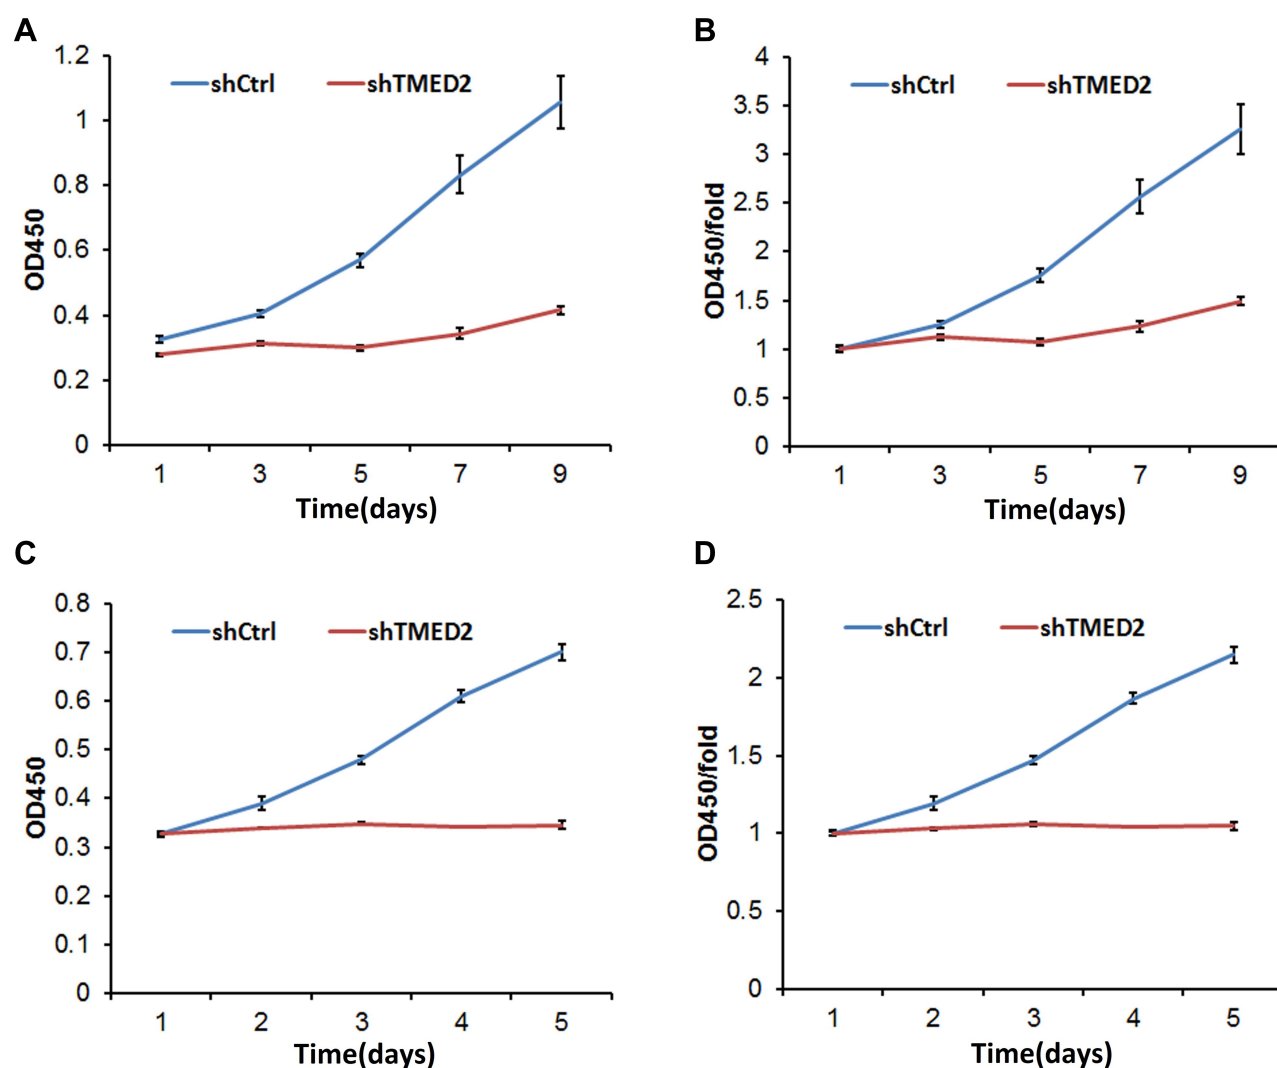 A
1.2
shCtrl shTMED2
1
0.8
0.6
0.4
0.2
0
OD450
1 3 5 7 9
Time(days)
B
4
shCtrl shTMED2
3.5
3
2.5
2
1.5
1
0.5
0
OD450/fold
1 3 5 7 9
Time(days)
C
0.8
shCtrl shTMED2
0.7
0.6
0.5
0.4
0.3
0.2
0.1
0
OD450
1 2 3 4 5
Time(days)
D
2.5
shCtrl shTMED2
2
1.5
1
0.5
0
OD450/fold
1 2 3 4 5
Time(days)